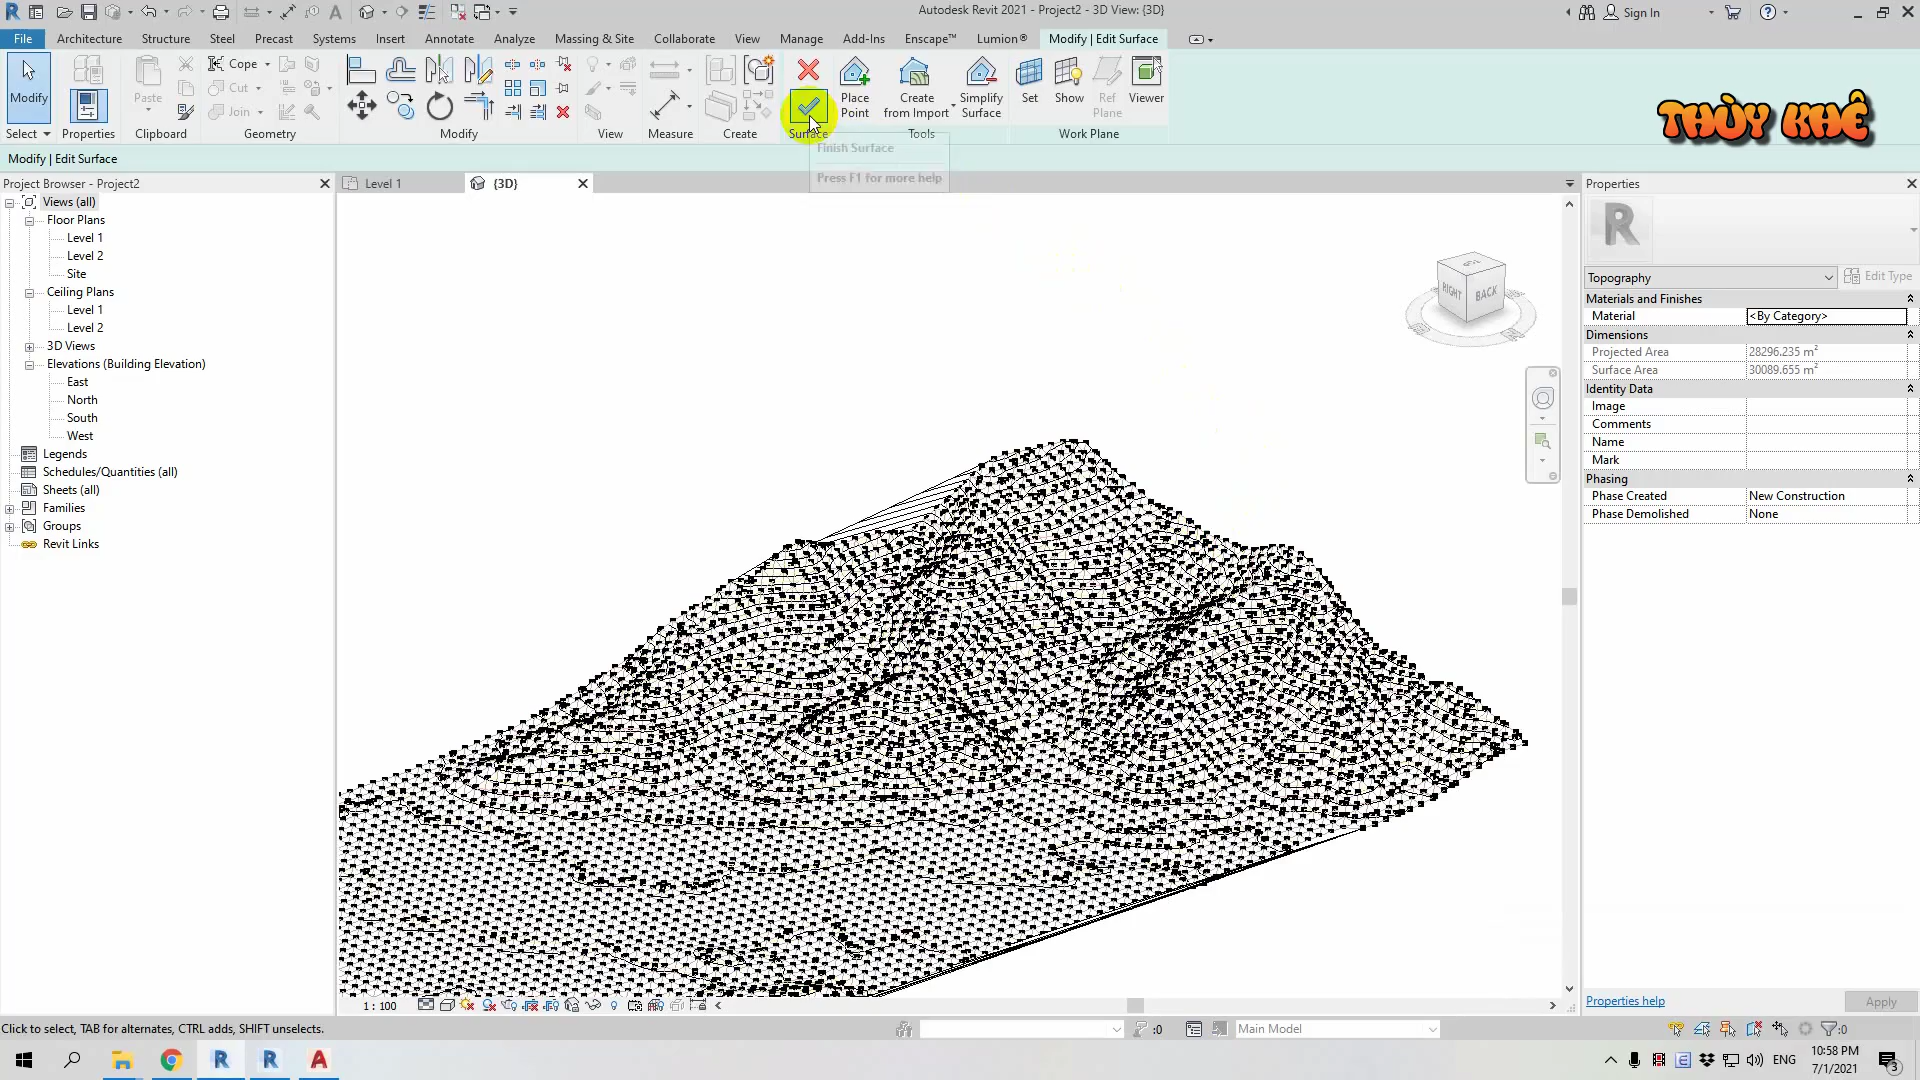 Autodesk Revit 2021 - Project2 - 3D View: {3D}
Sign In
File
Architecture
Structure
Steel
Precast
Systems
Insert
Annotate
Analyze
Massing & Site
Collaborate
View
Manage
Add-Ins
Enscape™
Lumion®
Modify | Edit Surface
Modify
Select
Properties
Paste
Clipboard
Cope
Cut
Join
Geometry
Modify
View
Measure
Create
Surface
Place Point
Create from Import
Simplify Surface
Tools
Set
Show
Ref Plane
Viewer
Work Plane
THÙY KHÊ
Finish Surface
Press F1 for more help
Modify | Edit Surface
Project Browser - Project2
Views (all)
Floor Plans
Level 1
Level 2
Site
Ceiling Plans
Level 1
Level 2
3D Views
Elevations (Building Elevation)
East
North
South
West
Legends
Schedules/Quantities (all)
Sheets (all)
Families
Groups
Revit Links
Level 1
{3D}
TOP
RIGHT
BACK
Properties
Topography
Edit Type
Materials and Finishes
Material <By Category>
Dimensions
Projected Area 28296.235 m²
Surface Area 30089.655 m²
Identity Data
Image
Comments
Name
Mark
Phasing
Phase Created New Construction
Phase Demolished None
Properties help
Apply
1 : 100
Click to select, TAB for alternates, CTRL adds, SHIFT unselects.
:0
Main Model
:0
ENG
10:58 PM
7/1/2021
3